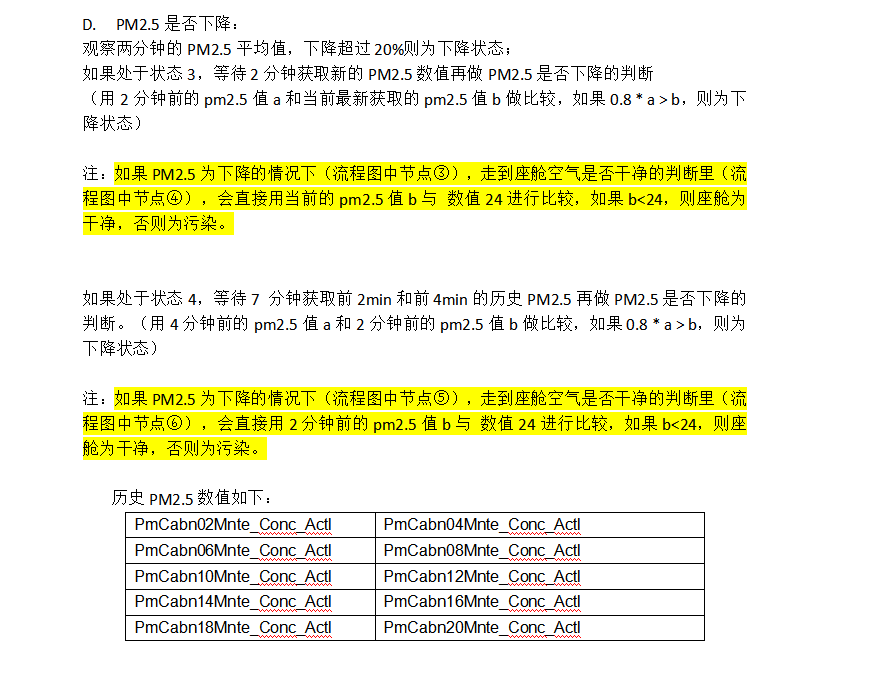 D. PM2.5 是否下降：
观察两分钟的 PM2.5 平均值，下降超过 20%则为下降状态；
如果处于状态 3，等待 2 分钟获取新的 PM2.5 数值再做 PM2.5 是否下降的判断
（用 2 分钟前的 pm2.5 值 a 和当前最新获取的 pm2.5 值 b 做比较，如果 0.8 * a > b，则为下
降状态）
注：如果 PM2.5 为下降的情况下（流程图中节点③），走到座舱空气是否干净的判断里（流
程图中节点④），会直接用当前的 pm2.5 值 b 与 数值 24 进行比较，如果 b<24，则座舱为
干净，否则为污染。
如果处于状态 4，等待 7 分钟获取前 2min 和前 4min 的历史 PM2.5 再做 PM2.5 是否下降的
判断。（用 4 分钟前的 pm2.5 值 a 和 2 分钟前的 pm2.5 值 b 做比较，如果 0.8 * a > b，则为
下降状态）
注：如果 PM2.5 为下降的情况下（流程图中节点⑤），走到座舱空气是否干净的判断里（流
程图中节点⑥），会直接用 2 分钟前的 pm2.5 值 b 与 数值 24 进行比较，如果 b<24，则座
舱为干净，否则为污染。
历史 PM2.5 数值如下：
PmCabn02Mnte_Conc_Actl PmCabn04Mnte_Conc_Actl
PmCabn06Mnte_Conc_Actl PmCabn08Mnte_Conc_Actl
PmCabn10Mnte_Conc_Actl PmCabn12Mnte_Conc_Actl
PmCabn14Mnte_Conc_Actl PmCabn16Mnte_Conc_Actl
PmCabn18Mnte_Conc_Actl PmCabn20Mnte_Conc_Actl